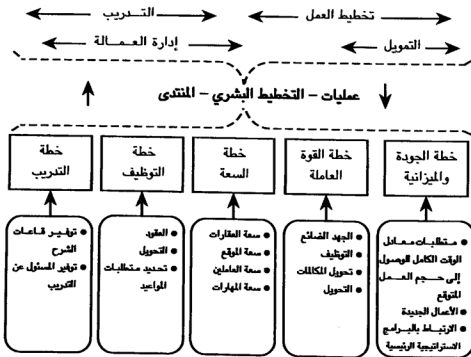 تخطيط العمل
التـدريب
التمويل
إدارة العمـالة
عمليات – التخطيط البشري – المنتدى
خطة الجودة
والميزانية
خطة القوة
العاملة
خطة
السعة
خطة
التوظيف
خطة
التدريب
● متطلبات معادل
الوقت الكامل للوصول
إلى حجم العمل
المتوقع
● الأعمال الجديدة
● الارتباط بالبرامج
الاستراتيجية الرئيسية
● الجهد الضائع
● التوظيف
● تحويل المكالمات
● التحويل
● سعة العقارات
● سعة الموقع
● سعة العاملين
● سعة المهارات
● العقود
● التحويل
● تحديد متطلبات
المواعيد
● توفير قاعات
الشرح
● توفير المسئول عن
التدريب